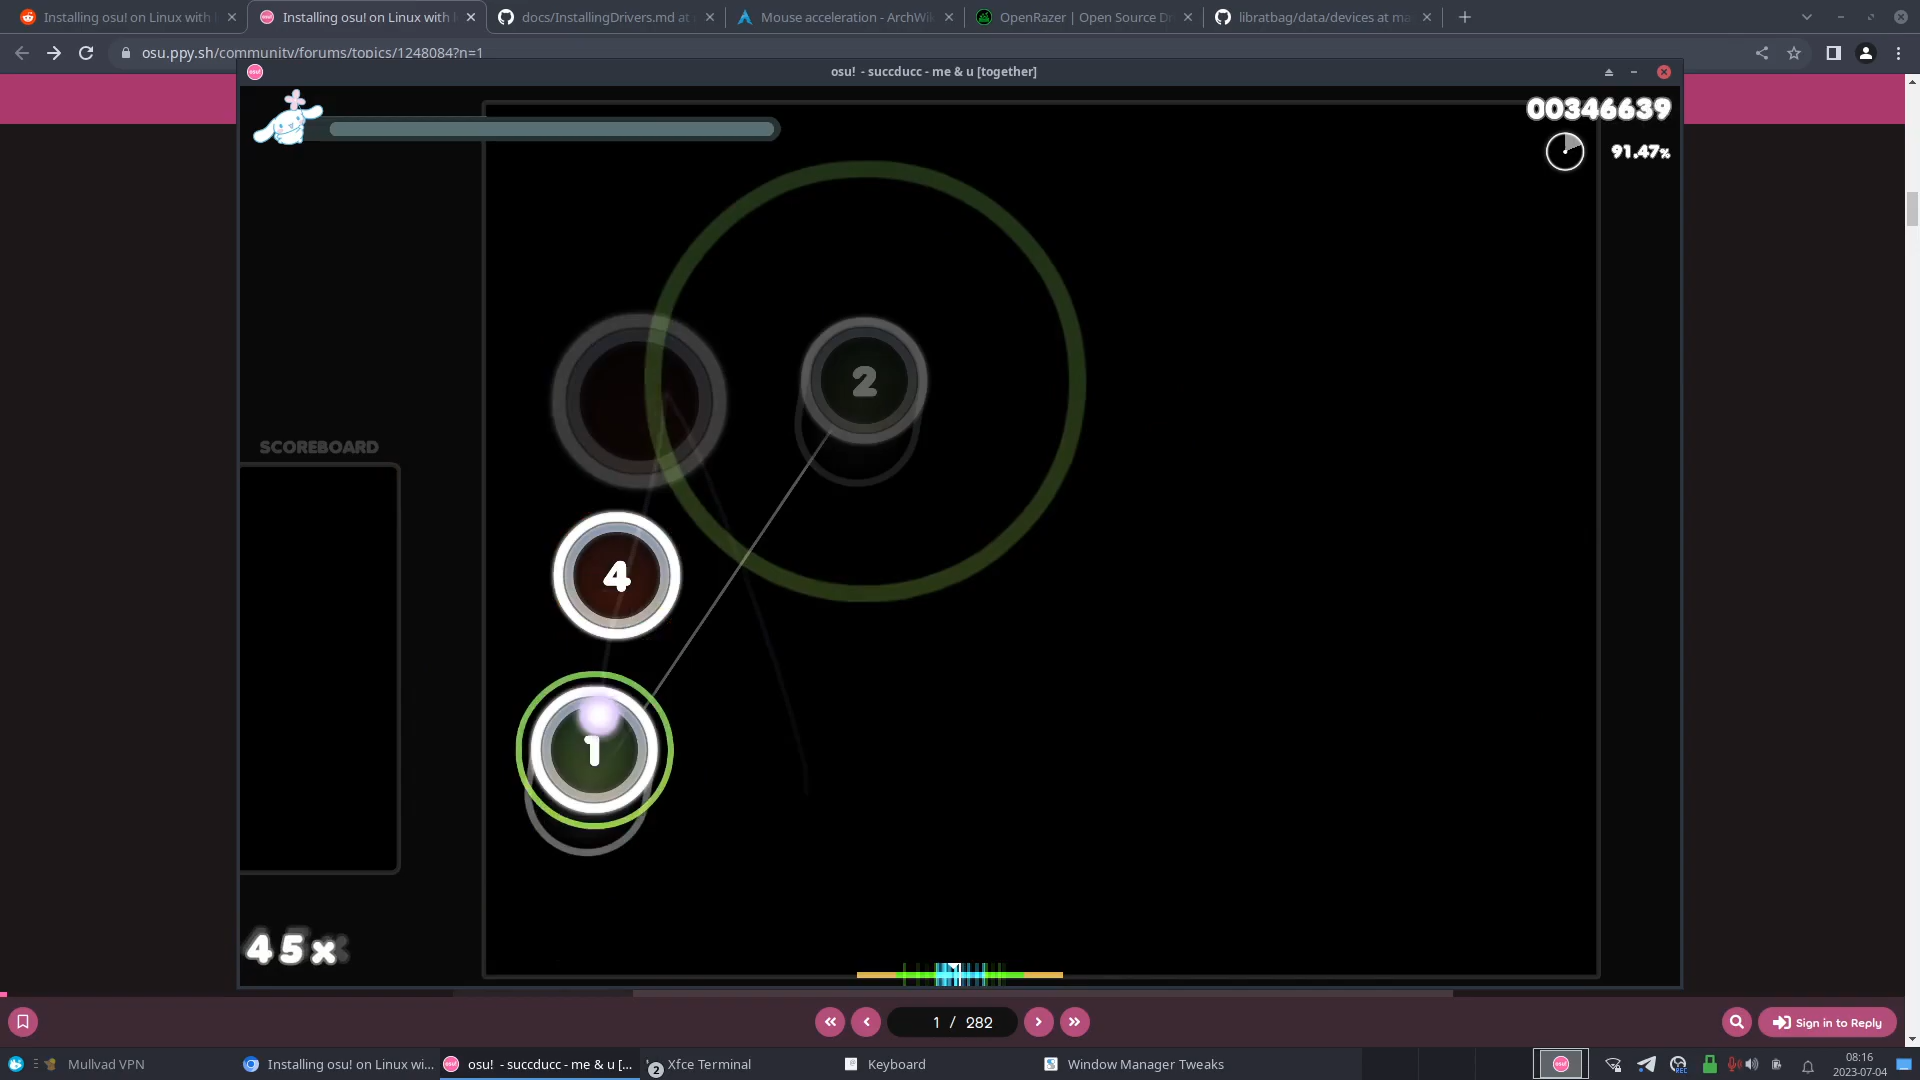 Installing osu! on Linux with
Installing osu! on Linux with
docs/InstallingDrivers.md at
Mouse acceleration - ArchWi
OpenRazer | Open Source D
libratbag/data/devices at ma
osu.ppy.sh/community/forums/topics/1248084?n=1
osu! - succducc - me & u [together]
00346639
91.47%
2
SCOREBOARD
4
1
45x
1 / 282
Sign in to Reply
Mullvad VPN
Installing osu! on Linux wi...
osu! - succducc - me & u [...
2
Xfce Terminal
Keyboard
Window Manager Tweaks
REC
08:16
2023-07-04